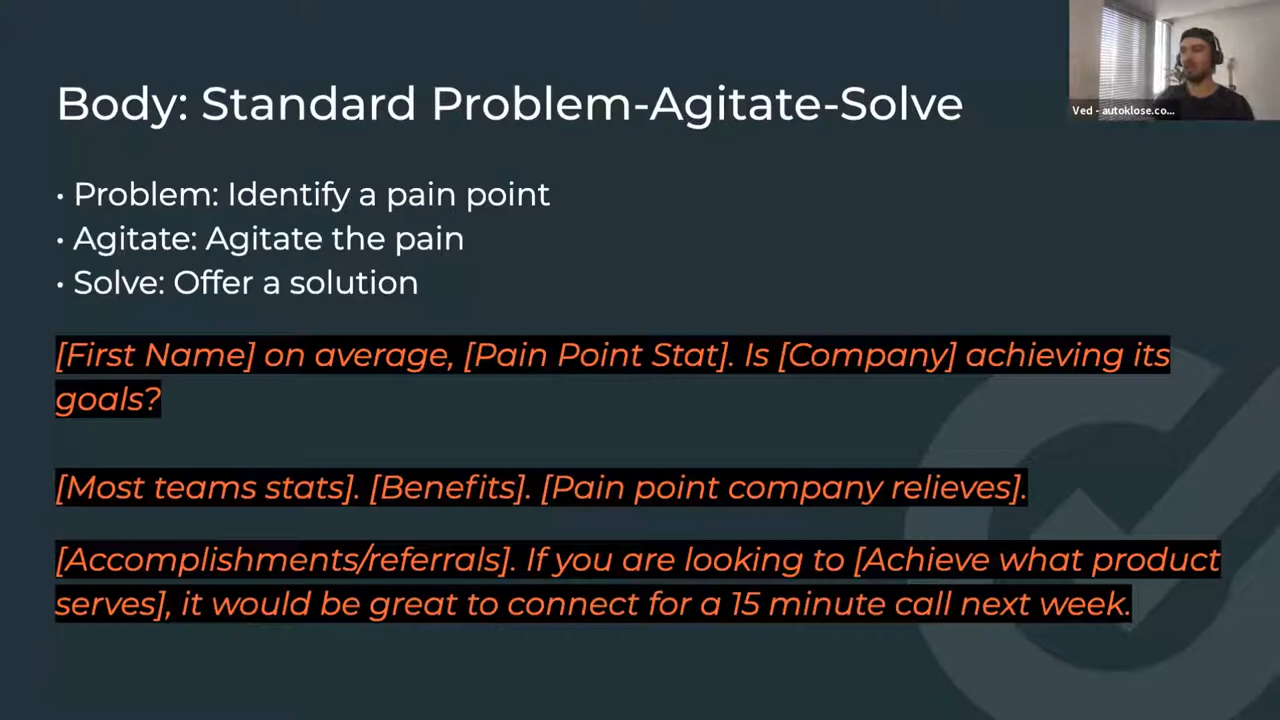 Body: Standard Problem-Agitate-Solve
Ved - autoklose.co...
• Problem: Identify a pain point
• Agitate: Agitate the pain
• Solve: Offer a solution
[First Name] on average, [Pain Point Stat]. Is [Company] achieving its
goals?
[Most teams stats]. [Benefits]. [Pain point company relieves].
[Accomplishments/referrals]. If you are looking to [Achieve what product
serves], it would be great to connect for a 15 minute call next week.